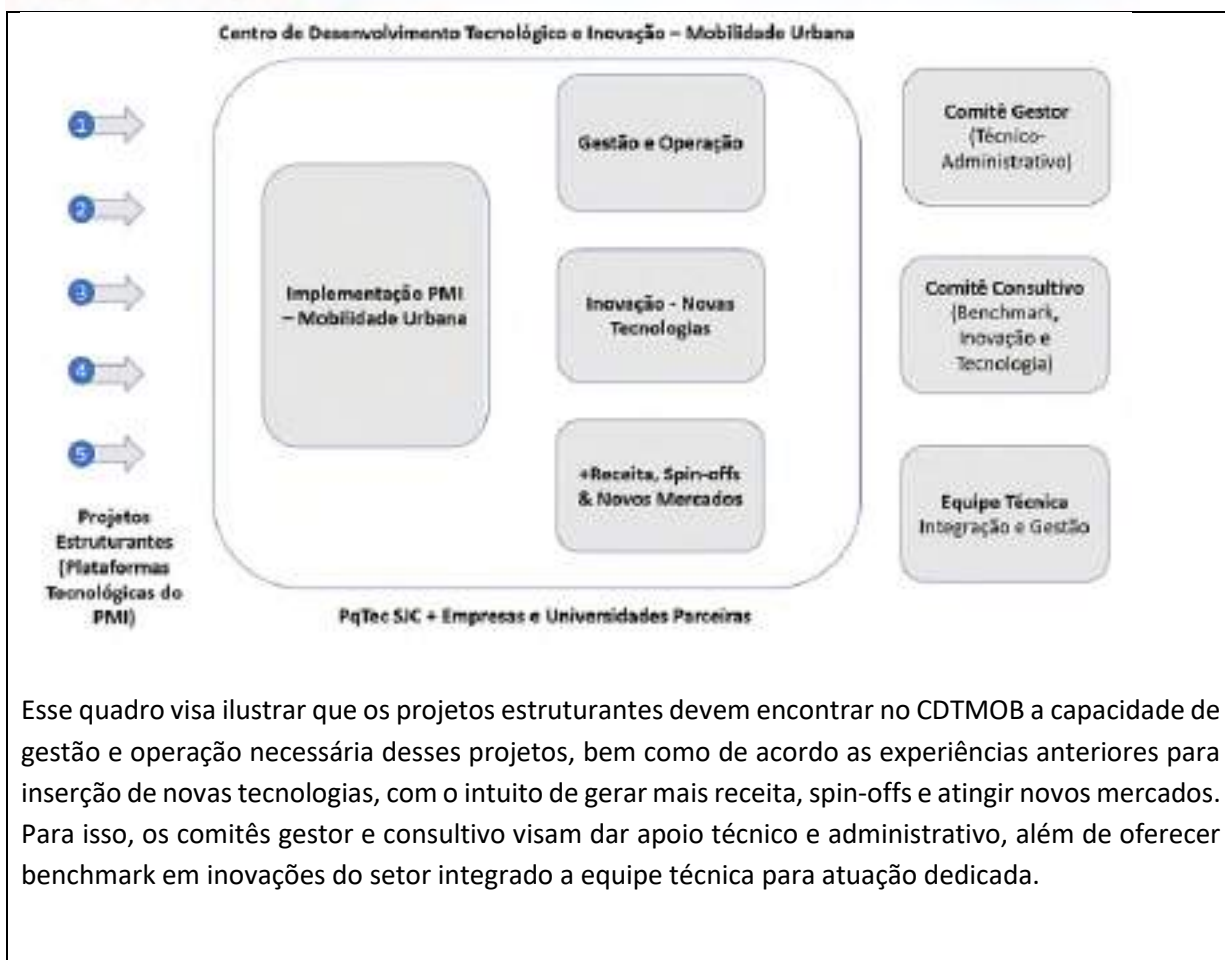 Centro de Desenvolvimento Tecnológico e Inovação – Mobilidade Urbana
1
2
3
4
5
Projetos
Estruturantes
(Plataformas
Tecnológicas do
PMI)
Implementação PMI
– Mobilidade Urbana
Gestão e Operação
Inovação - Novas
Tecnologias
+Receita, Spin-offs
& Novos Mercados
PqTec SJC + Empresas e Universidades Parceiras
Comitê Gestor
(Técnico-
Administrativo)
Comitê Consultivo
(Benchmark,
Inovação e
Tecnologia)
Equipe Técnica
Integração e Gestão
Esse quadro visa ilustrar que os projetos estruturantes devem encontrar no CDTMOB a capacidade de
gestão e operação necessária desses projetos, bem como de acordo as experiências anteriores para
inserção de novas tecnologias, com o intuito de gerar mais receita, spin-offs e atingir novos mercados.
Para isso, os comitês gestor e consultivo visam dar apoio técnico e administrativo, além de oferecer
benchmark em inovações do setor integrado a equipe técnica para atuação dedicada.